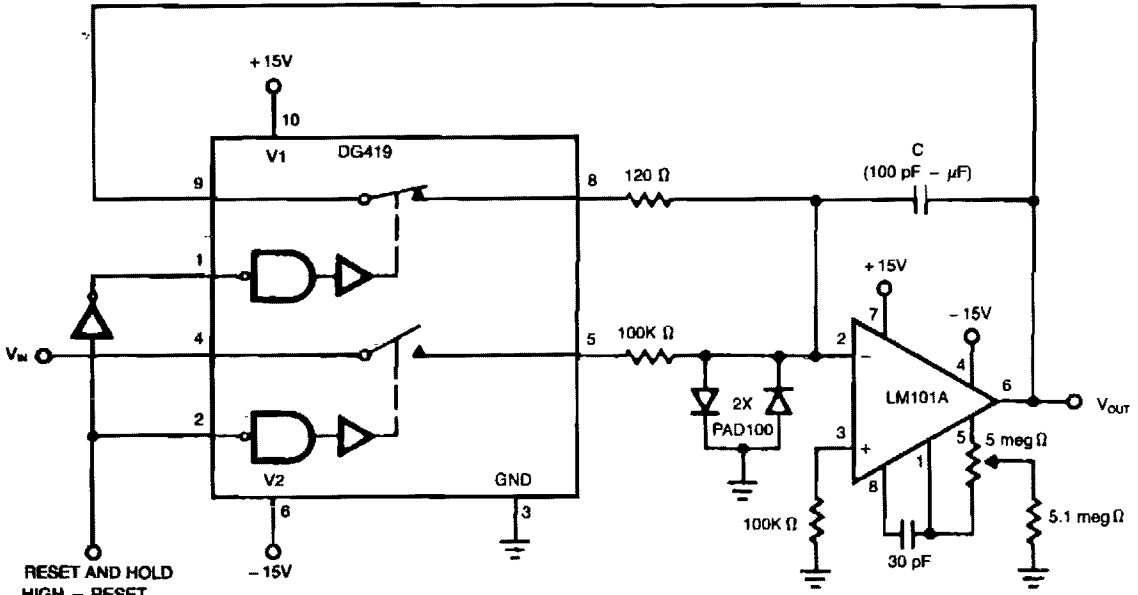 +15V
10
V1
DG419
9
8
120 Ω
C
(100 pF – μF)
1
+15V
7
-15V
VIN
4
5
100K Ω
2
4
LM101A
6
VOUT
2X
PAD100
2
3
5
5 meg Ω
1
8
V2
GND
6
3
100K Ω
5.1 meg Ω
30 pF
-15V
RESET AND HOLD
HIGH – RESET